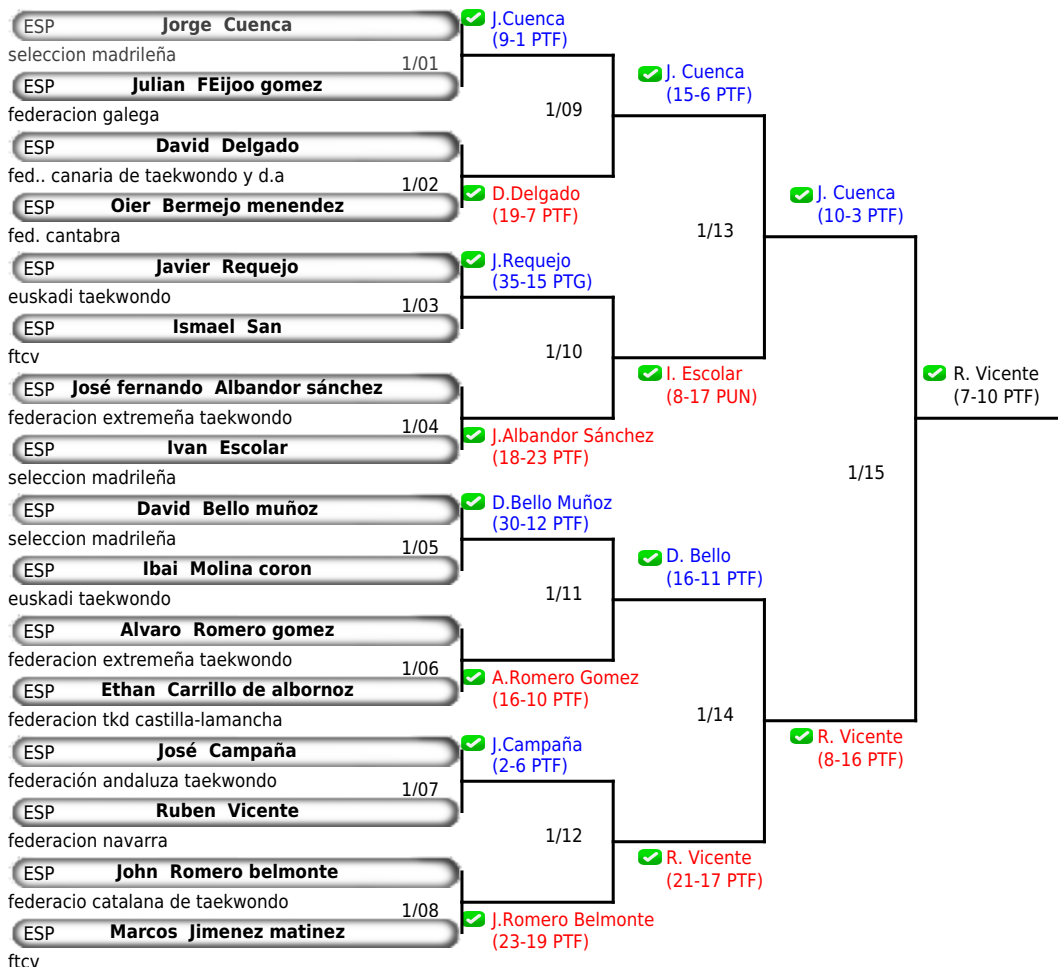 ESP Jorge Cuenca
seleccion madrileña
1/01
ESP Julian FEijoo gomez
federacion galega
ESP David Delgado
fed.. canaria de taekwondo y d.a
1/02
ESP Oier Bermejo menendez
fed. cantabra
ESP Javier Requejo
euskadi taekwondo
1/03
ESP Ismael San
ftcv
ESP José fernando Albandor sánchez
federacion extremeña taekwondo
1/04
ESP Ivan Escolar
seleccion madrileña
ESP David Bello muñoz
seleccion madrileña
1/05
ESP Ibai Molina coron
euskadi taekwondo
ESP Alvaro Romero gomez
federacion extremeña taekwondo
1/06
ESP Ethan Carrillo de albornoz
federacion tkd castilla-lamancha
ESP José Campaña
federación andaluza taekwondo
1/07
ESP Ruben Vicente
federacion navarra
ESP John Romero belmonte
federacio catalana de taekwondo
1/08
ESP Marcos Jimenez matinez
ftcv
J.Cuenca
(9-1 PTF)
1/09
D.Delgado
(19-7 PTF)
J.Requejo
(35-15 PTG)
1/10
J.Albandor Sánchez
(18-23 PTF)
D.Bello Muñoz
(30-12 PTF)
1/11
A.Romero Gomez
(16-10 PTF)
J.Campaña
(2-6 PTF)
1/12
J.Romero Belmonte
(23-19 PTF)
J. Cuenca
(15-6 PTF)
1/13
I. Escolar
(8-17 PUN)
D. Bello
(16-11 PTF)
1/14
R. Vicente
(21-17 PTF)
J. Cuenca
(10-3 PTF)
1/15
R. Vicente
(8-16 PTF)
R. Vicente
(7-10 PTF)